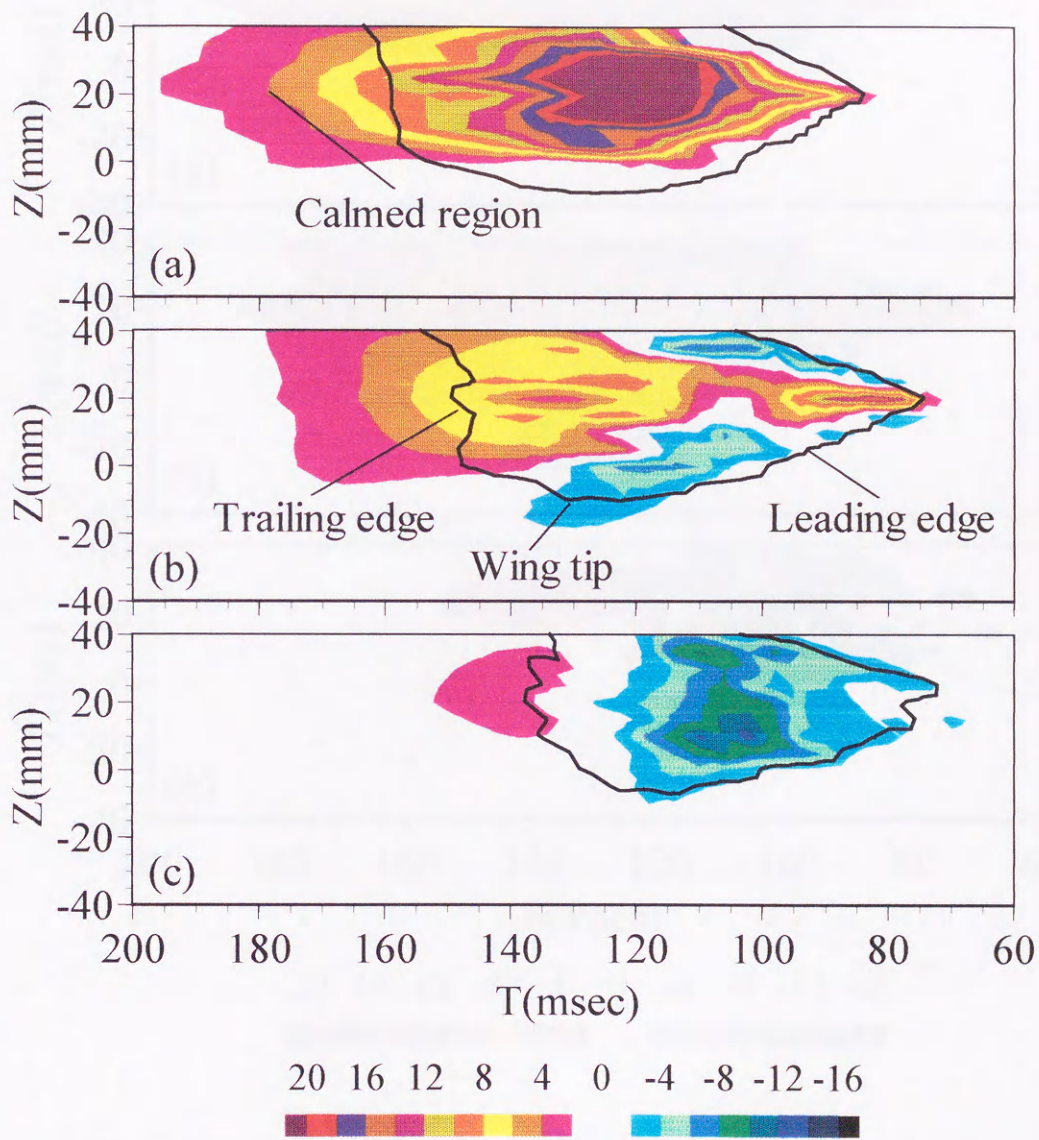 40
20
0
-20
-40
Z(mm)
Calmed region
(a)
40
20
0
-20
-40
Z(mm)
Trailing edge
Wing tip
Leading edge
(b)
40
20
0
-20
-40
Z(mm)
(c)
200 180 160 140 120 100 80 60
T(msec)
20 16 12 8 4 0 -4 -8 -12 -16